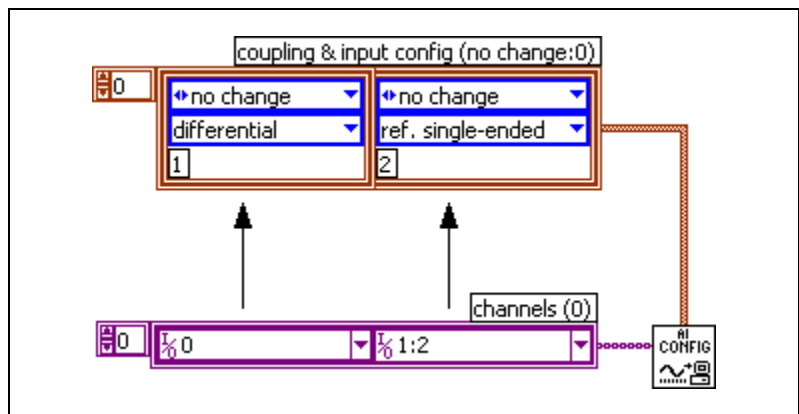 coupling & input config (no change:0)
0
no change no change
differential ref. single-ended
1 2
channels (0)
0 I/O 0 I/O 1:2
AI
CONFIG